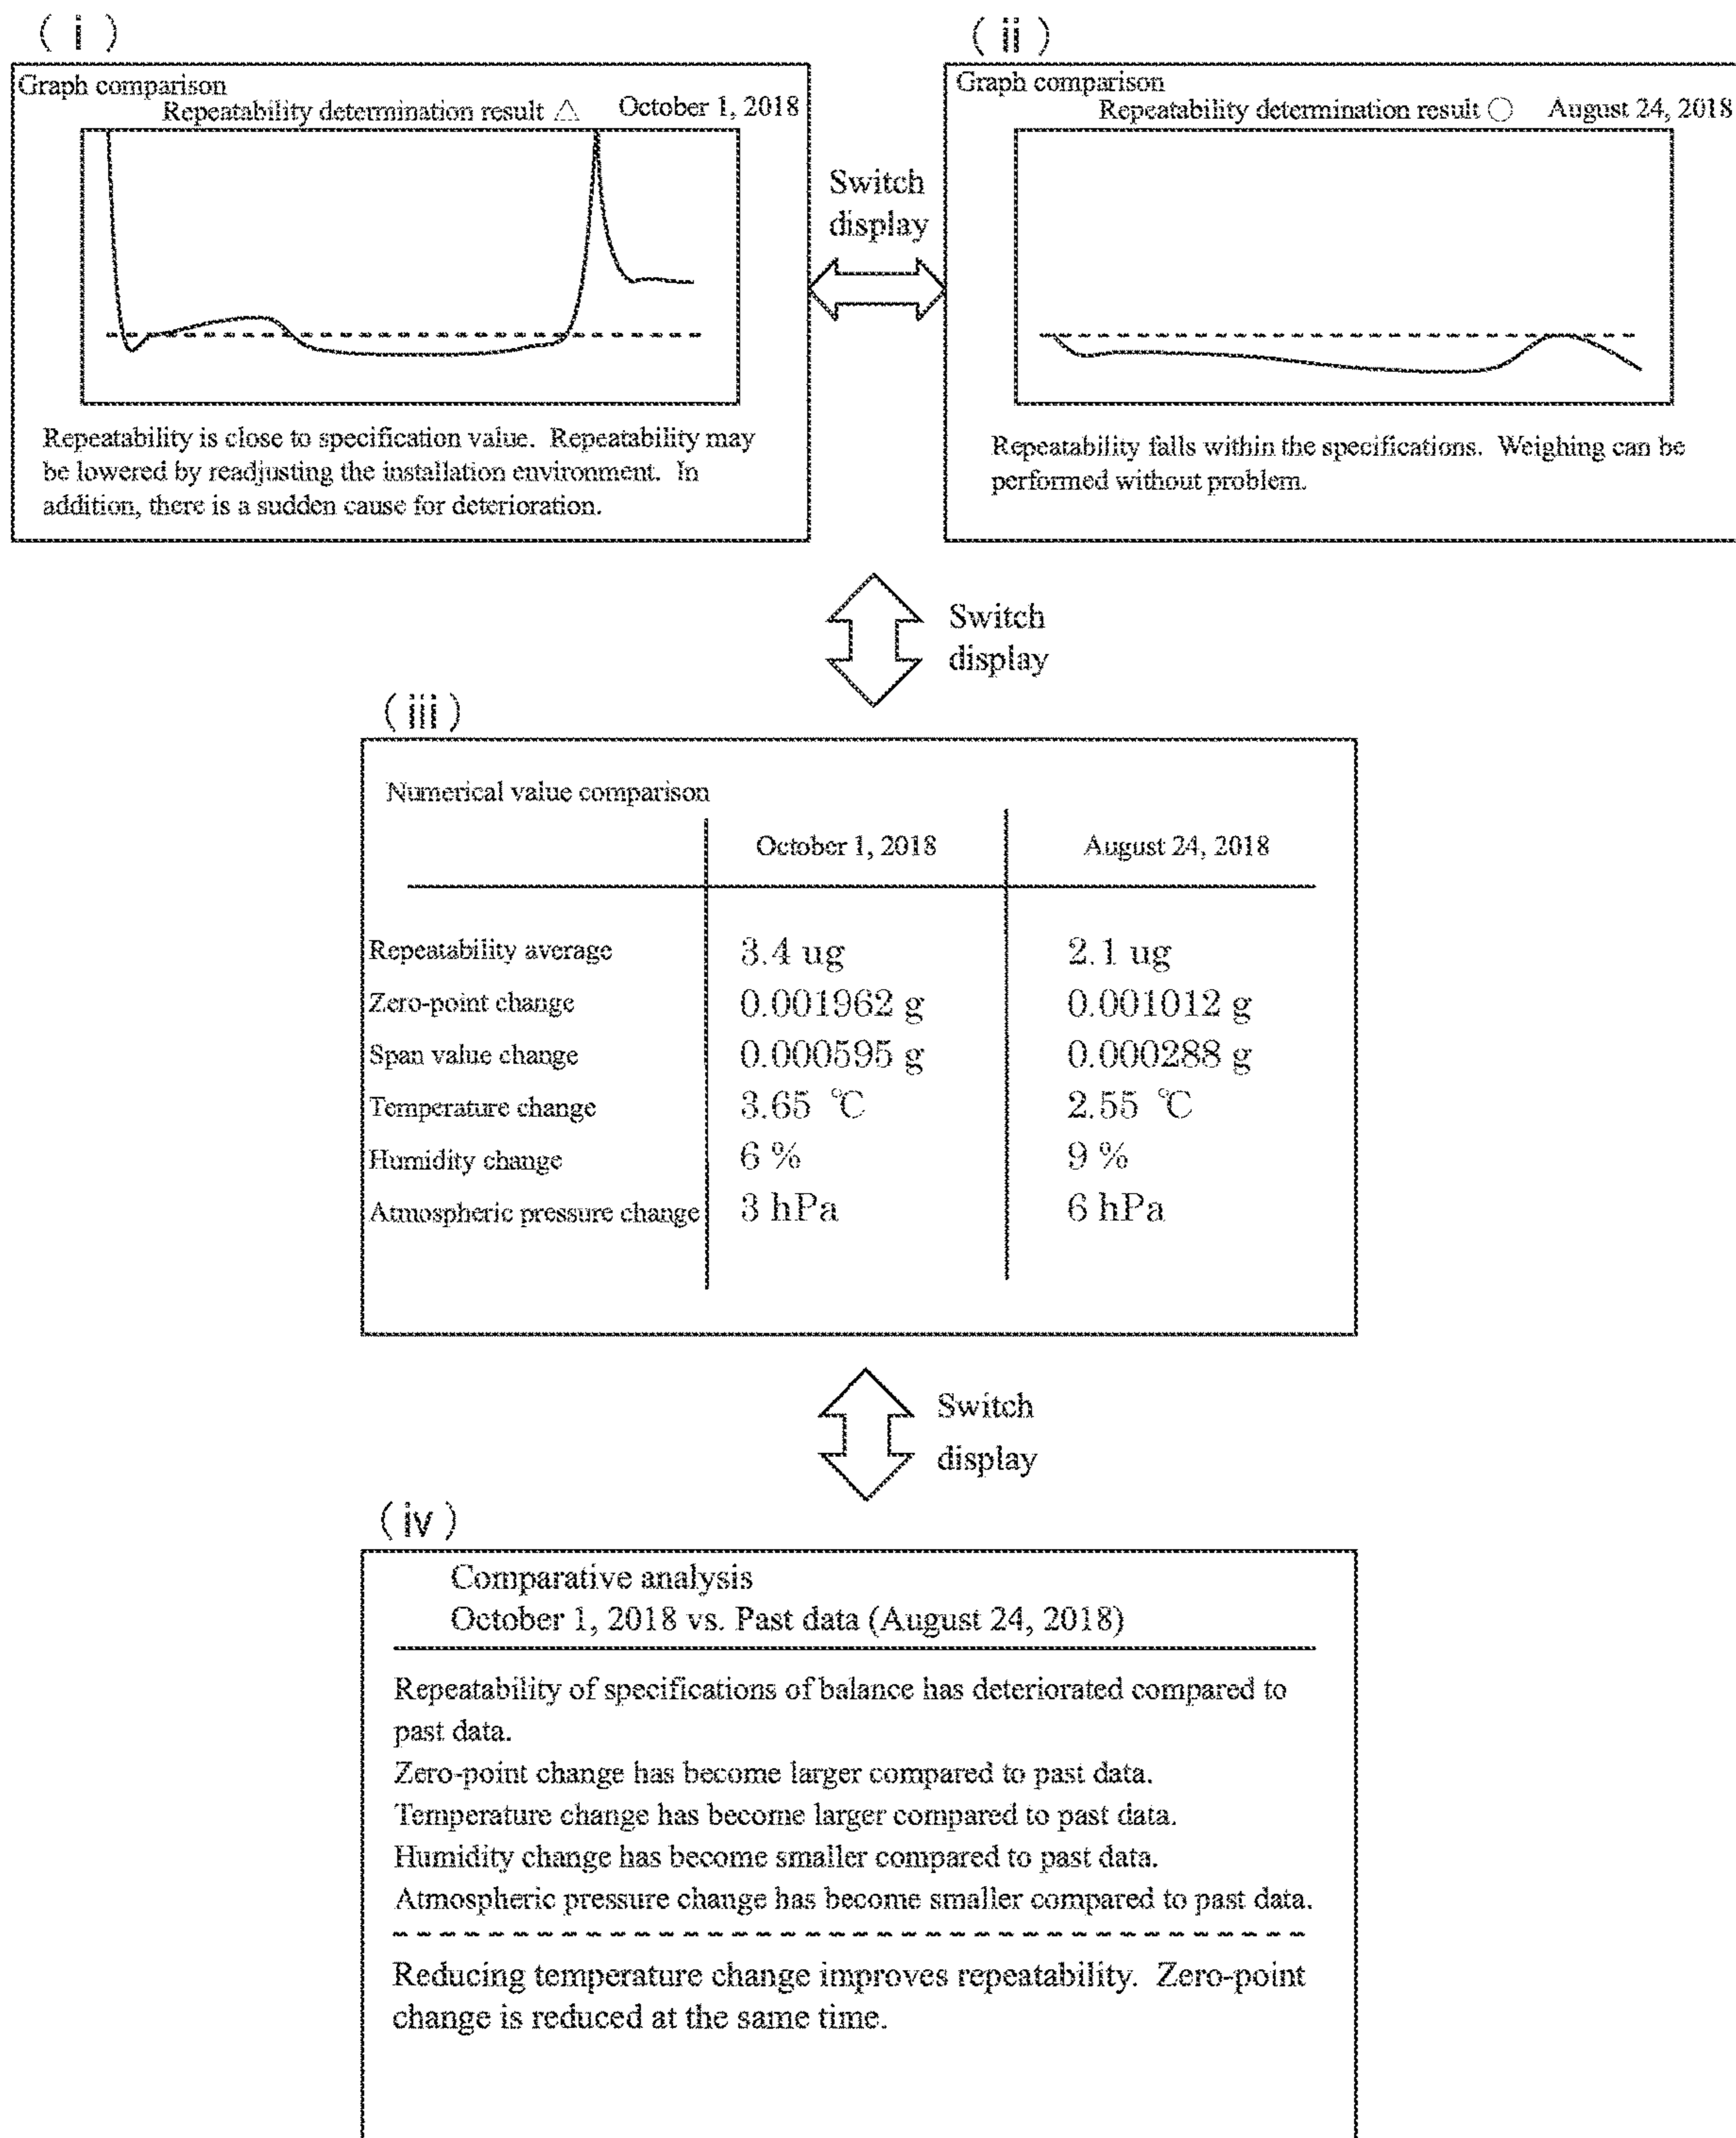 ( i )
Graph comparison
Repeatability determination result △ October 1, 2018
Repeatability is close to specification value. Repeatability may
be lowered by readjusting the installation environment. In
addition, there is a sudden cause for deterioration.
Switch
display
( ii )
Graph comparison
Repeatability determination result ○ August 24, 2018
Repeatability falls within the specifications. Weighing can be
performed without problem.
Switch
display
( iii )
Numerical value comparison
October 1, 2018 August 24, 2018
Repeatability average 3.4 ug 2.1 ug
Zero-point change 0.001962 g 0.001012 g
Span value change 0.000595 g 0.000288 g
Temperature change 3.65 ℃ 2.55 ℃
Humidity change 6 % 9 %
Atmospheric pressure change 3 hPa 6 hPa
Switch
display
( iv )
Comparative analysis
October 1, 2018 vs. Past data (August 24, 2018)
Repeatability of specifications of balance has deteriorated compared to
past data.
Zero-point change has become larger compared to past data.
Temperature change has become larger compared to past data.
Humidity change has become smaller compared to past data.
Atmospheric pressure change has become smaller compared to past data.
Reducing temperature change improves repeatability. Zero-point
change is reduced at the same time.